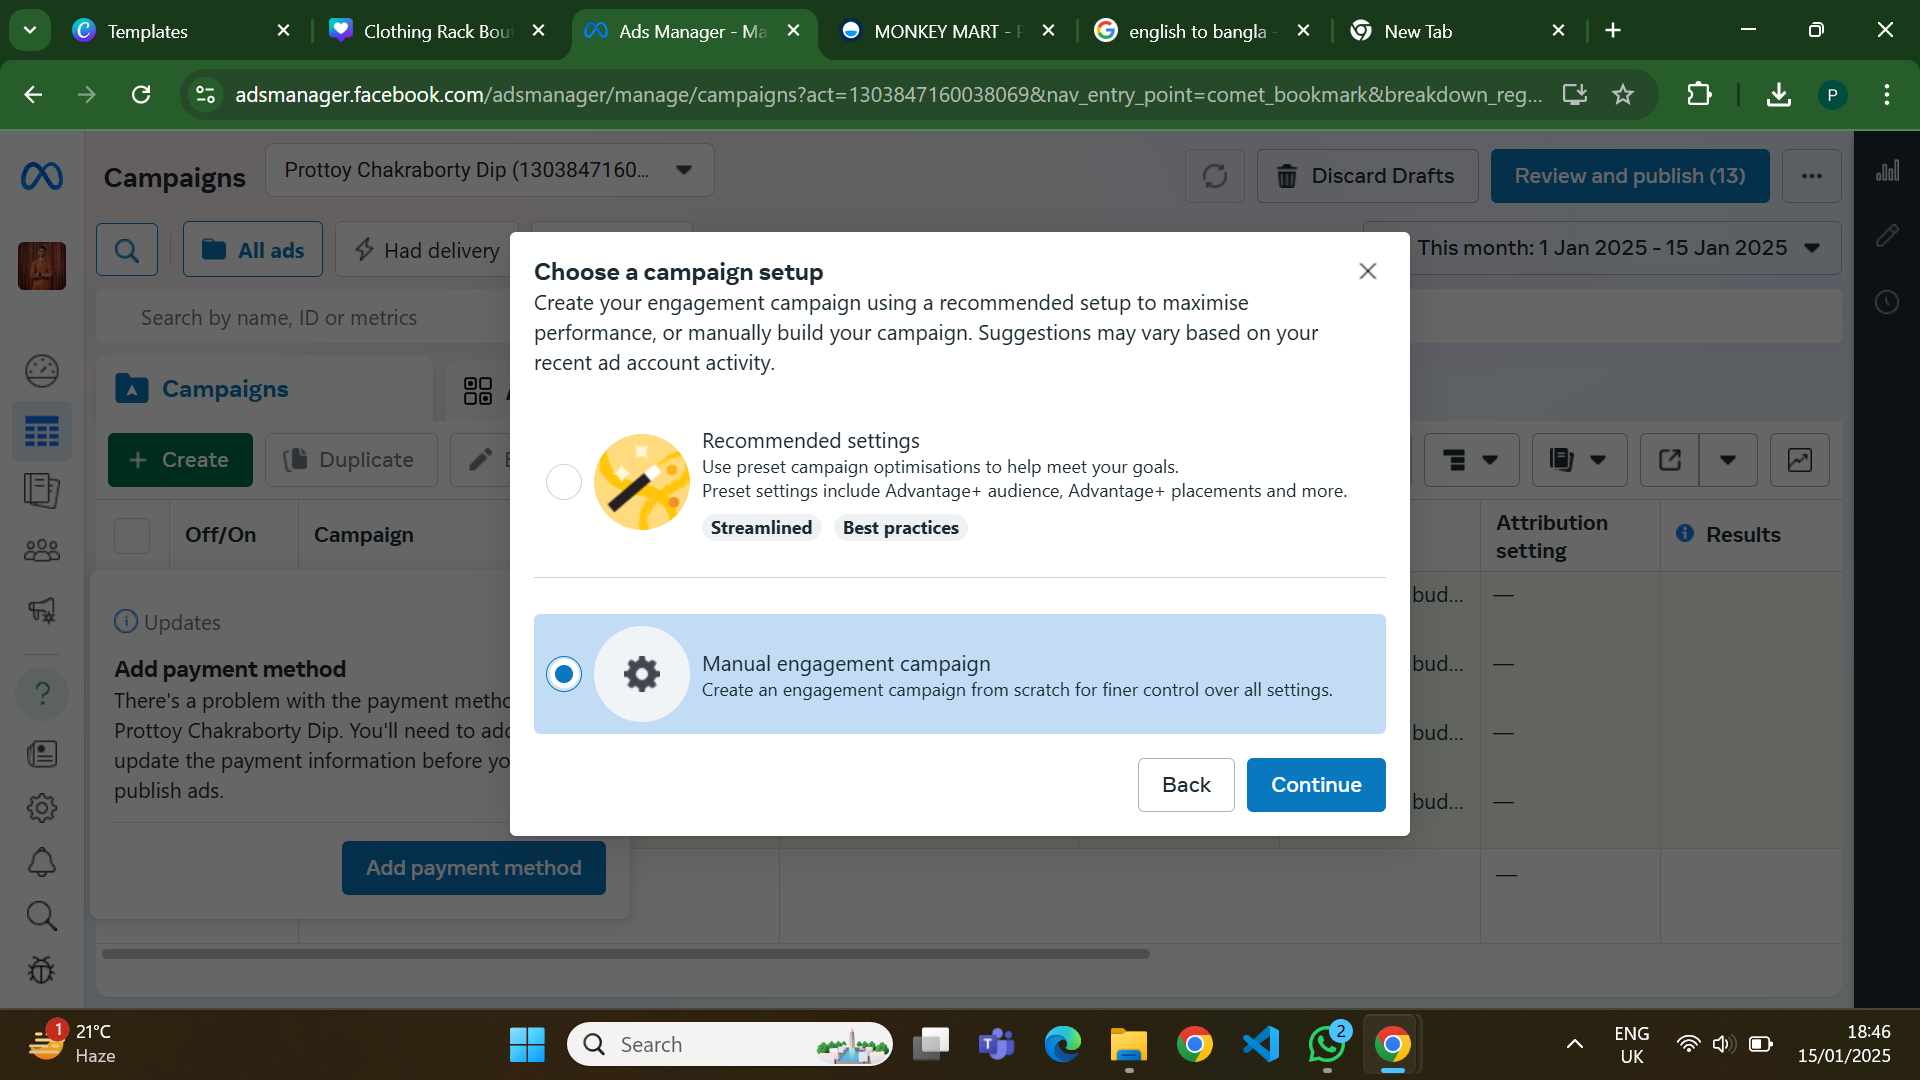 Templates
Clothing Rack Bou
Ads Manager - Ma
MONKEY MART -
english to bangla -
New Tab
adsmanager.facebook.com/adsmanager/manage/campaigns?act=1303847160038069&nav_entry_point=comet_bookmark&breakdown_reg...
P
Campaigns
Prottoy Chakraborty Dip (1303847160...
Discard Drafts
Review and publish (13)
All ads
Had delivery
This month: 1 Jan 2025 - 15 Jan 2025
Search by name, ID or metrics
Campaigns
Create
Duplicate
Off/On
Campaign
Attribution
setting
Results
bud... —
bud... —
bud... —
bud... —
—
Updates
Add payment method
There's a problem with the payment metho
Prottoy Chakraborty Dip. You'll need to add
update the payment information before yo
publish ads.
Add payment method
Choose a campaign setup
Create your engagement campaign using a recommended setup to maximise
performance, or manually build your campaign. Suggestions may vary based on your
recent ad account activity.
Recommended settings
Use preset campaign optimisations to help meet your goals.
Preset settings include Advantage+ audience, Advantage+ placements and more.
Streamlined
Best practices
Manual engagement campaign
Create an engagement campaign from scratch for finer control over all settings.
Back
Continue
1
21°C
Haze
Search
2
ENG
UK
18:46
15/01/2025